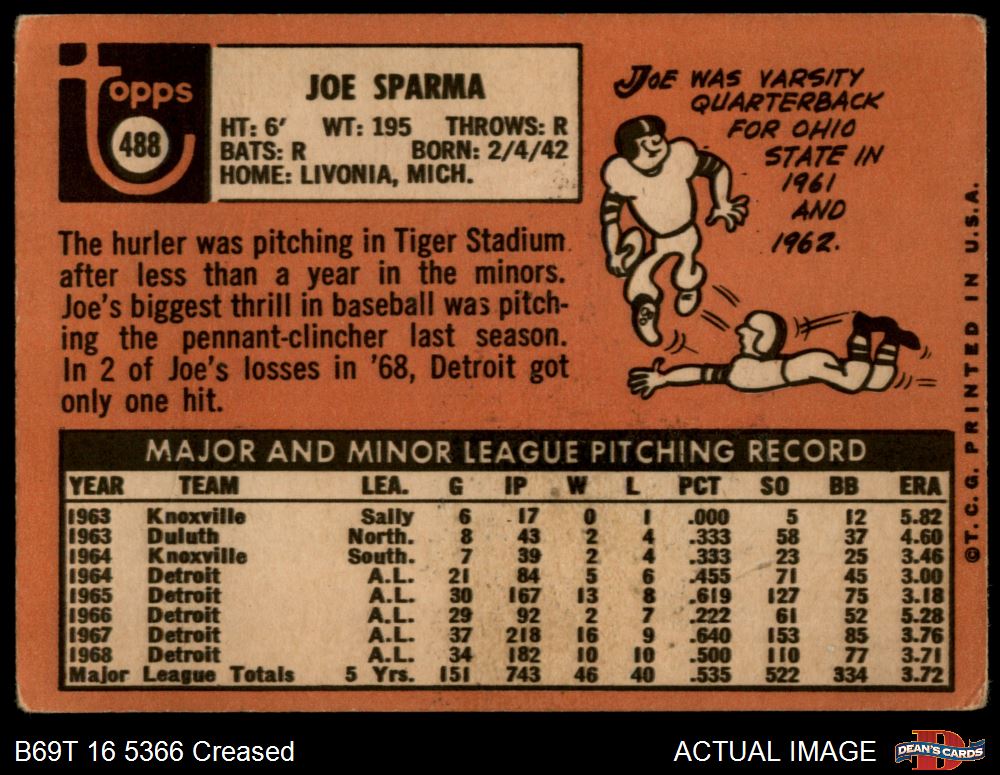 Topps
488
JOE SPARMA
HT: 6' WT: 195 THROWS: R
BATS: R BORN: 2/4/42
HOME: LIVONIA, MICH.
JOE WAS VARSITY
QUARTERBACK
FOR OHIO
STATE IN
1961
AND
1962.
The hurler was pitching in Tiger Stadium
after less than a year in the minors.
Joe's biggest thrill in baseball was pitch-
ing the pennant-clincher last season.
In 2 of Joe's losses in '68, Detroit got
only one hit.
MAJOR AND MINOR LEAGUE PITCHING RECORD
YEAR TEAM LEA. G IP W L PCT SO BB ERA
1963 Knoxville Sally 6 17 0 1 .000 5 12 5.82
1963 Duluth North. 8 43 2 4 .333 58 37 4.60
1964 Knoxville South. 7 39 2 4 .333 23 25 3.46
1964 Detroit A.L. 21 84 5 6 .455 71 45 3.00
1965 Detroit A.L. 30 167 13 8 .619 127 75 3.18
1966 Detroit A.L. 29 92 2 7 .222 61 52 5.28
1967 Detroit A.L. 37 218 16 9 .640 153 85 3.76
1968 Detroit A.L. 34 182 10 10 .500 110 77 3.71
Major League Totals 5 Yrs. 151 743 46 40 .535 522 334 3.72
© T. C. G. PRINTED IN U.S.A.
B69T 16 5366 Creased
ACTUAL IMAGE
DEAN'S CARDS